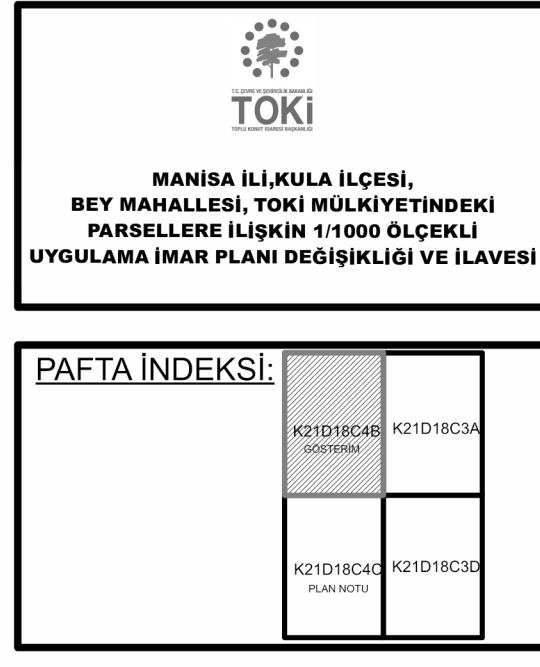 T.C. ÇEVRE VE ŞEHİRCİLİK BAKANLIĞI
TOKİ
TOPLU KONUT İDARESİ BAŞKANLIĞI
MANİSA İLİ,KULA İLÇESİ,
BEY MAHALLESİ, TOKİ MÜLKİYETİNDEKİ
PARSELLERE İLİŞKİN 1/1000 ÖLÇEKLİ
UYGULAMA İMAR PLANI DEĞİŞİKLİĞİ VE İLAVESİ
PAFTA İNDEKSİ:
K21D18C4B
GÖSTERİM
K21D18C3A
K21D18C4C
PLAN NOTU
K21D18C3D